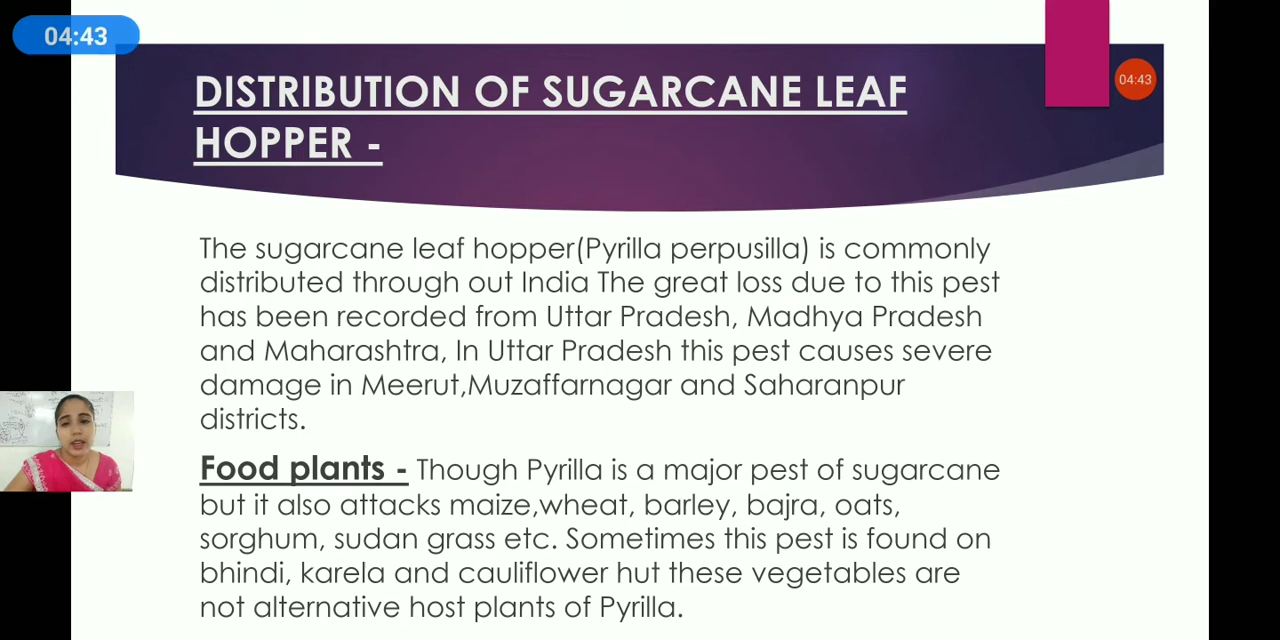 04:43
04:43
DISTRIBUTION OF SUGARCANE LEAF
HOPPER -
The sugarcane leaf hopper(Pyrilla perpusilla) is commonly
distributed through out India The great loss due to this pest
has been recorded from Uttar Pradesh, Madhya Pradesh
and Maharashtra, In Uttar Pradesh this pest causes severe
damage in Meerut,Muzaffarnagar and Saharanpur
districts.
Food plants - Though Pyrilla is a major pest of sugarcane
but it also attacks maize,wheat, barley, bajra, oats,
sorghum, sudan grass etc. Sometimes this pest is found on
bhindi, karela and cauliflower hut these vegetables are
not alternative host plants of Pyrilla.